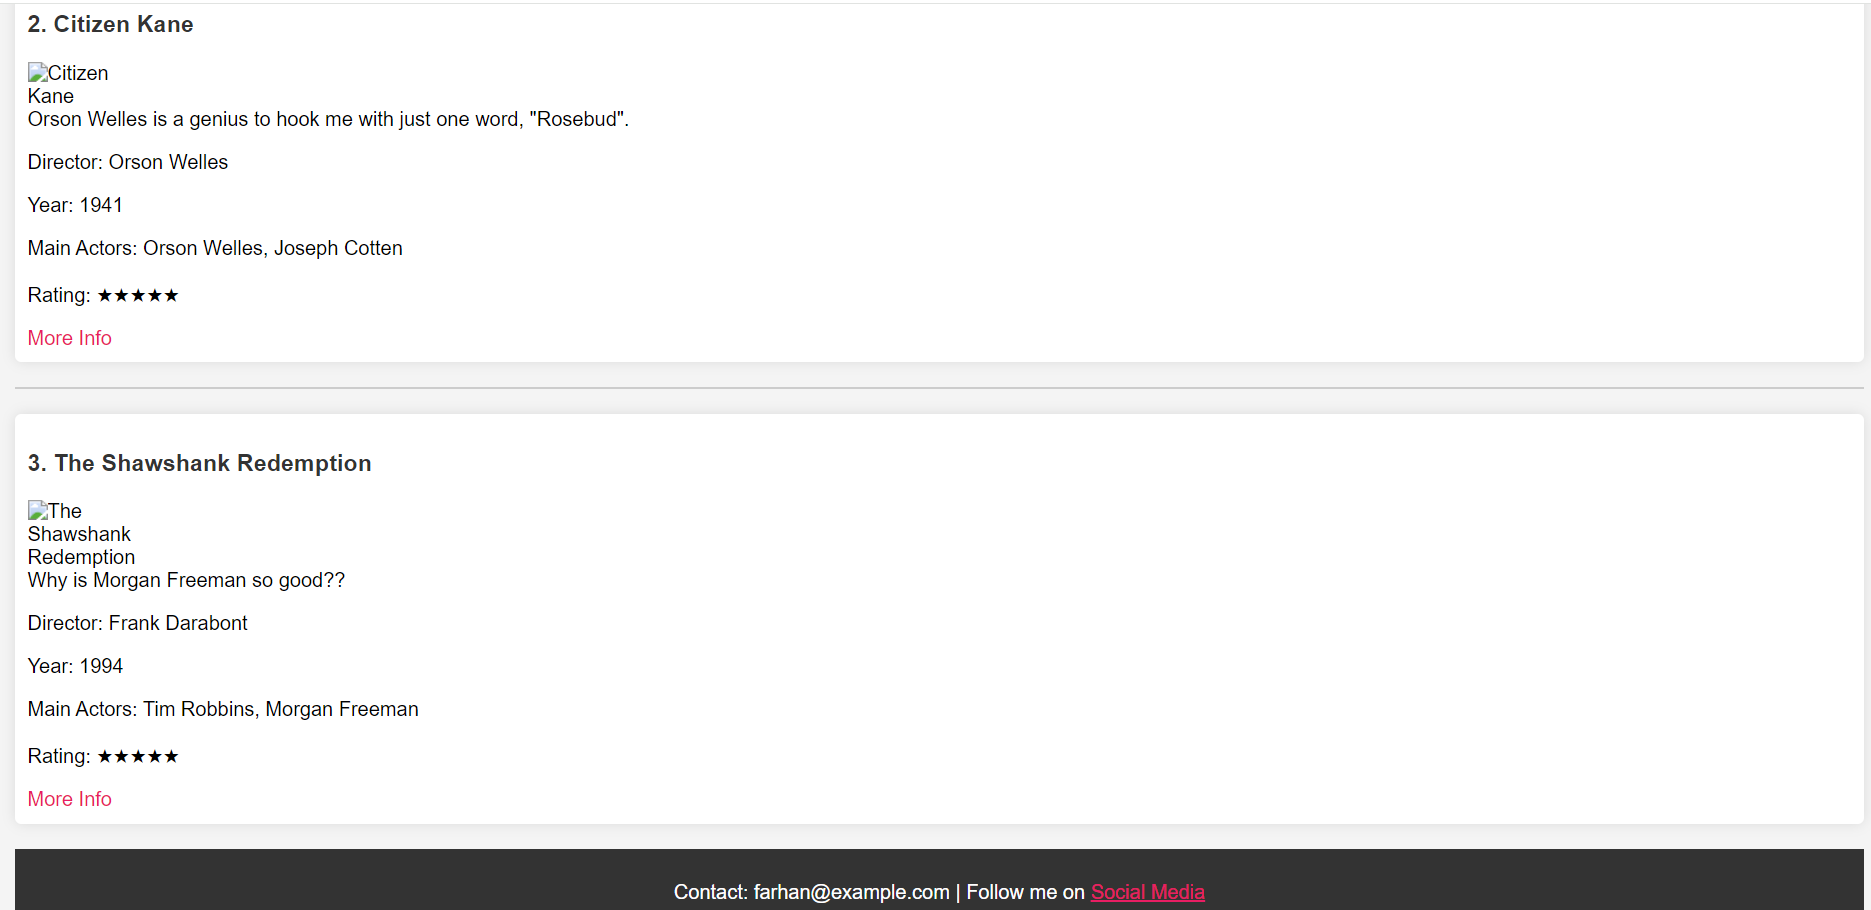 2. Citizen Kane
Citizen
Kane
Orson Welles is a genius to hook me with just one word, "Rosebud".
Director: Orson Welles
Year: 1941
Main Actors: Orson Welles, Joseph Cotten
Rating: ★★★★★
More Info
3. The Shawshank Redemption
The
Shawshank
Redemption
Why is Morgan Freeman so good??
Director: Frank Darabont
Year: 1994
Main Actors: Tim Robbins, Morgan Freeman
Rating: ★★★★★
More Info
Contact: farhan@example.com | Follow me on Social Media